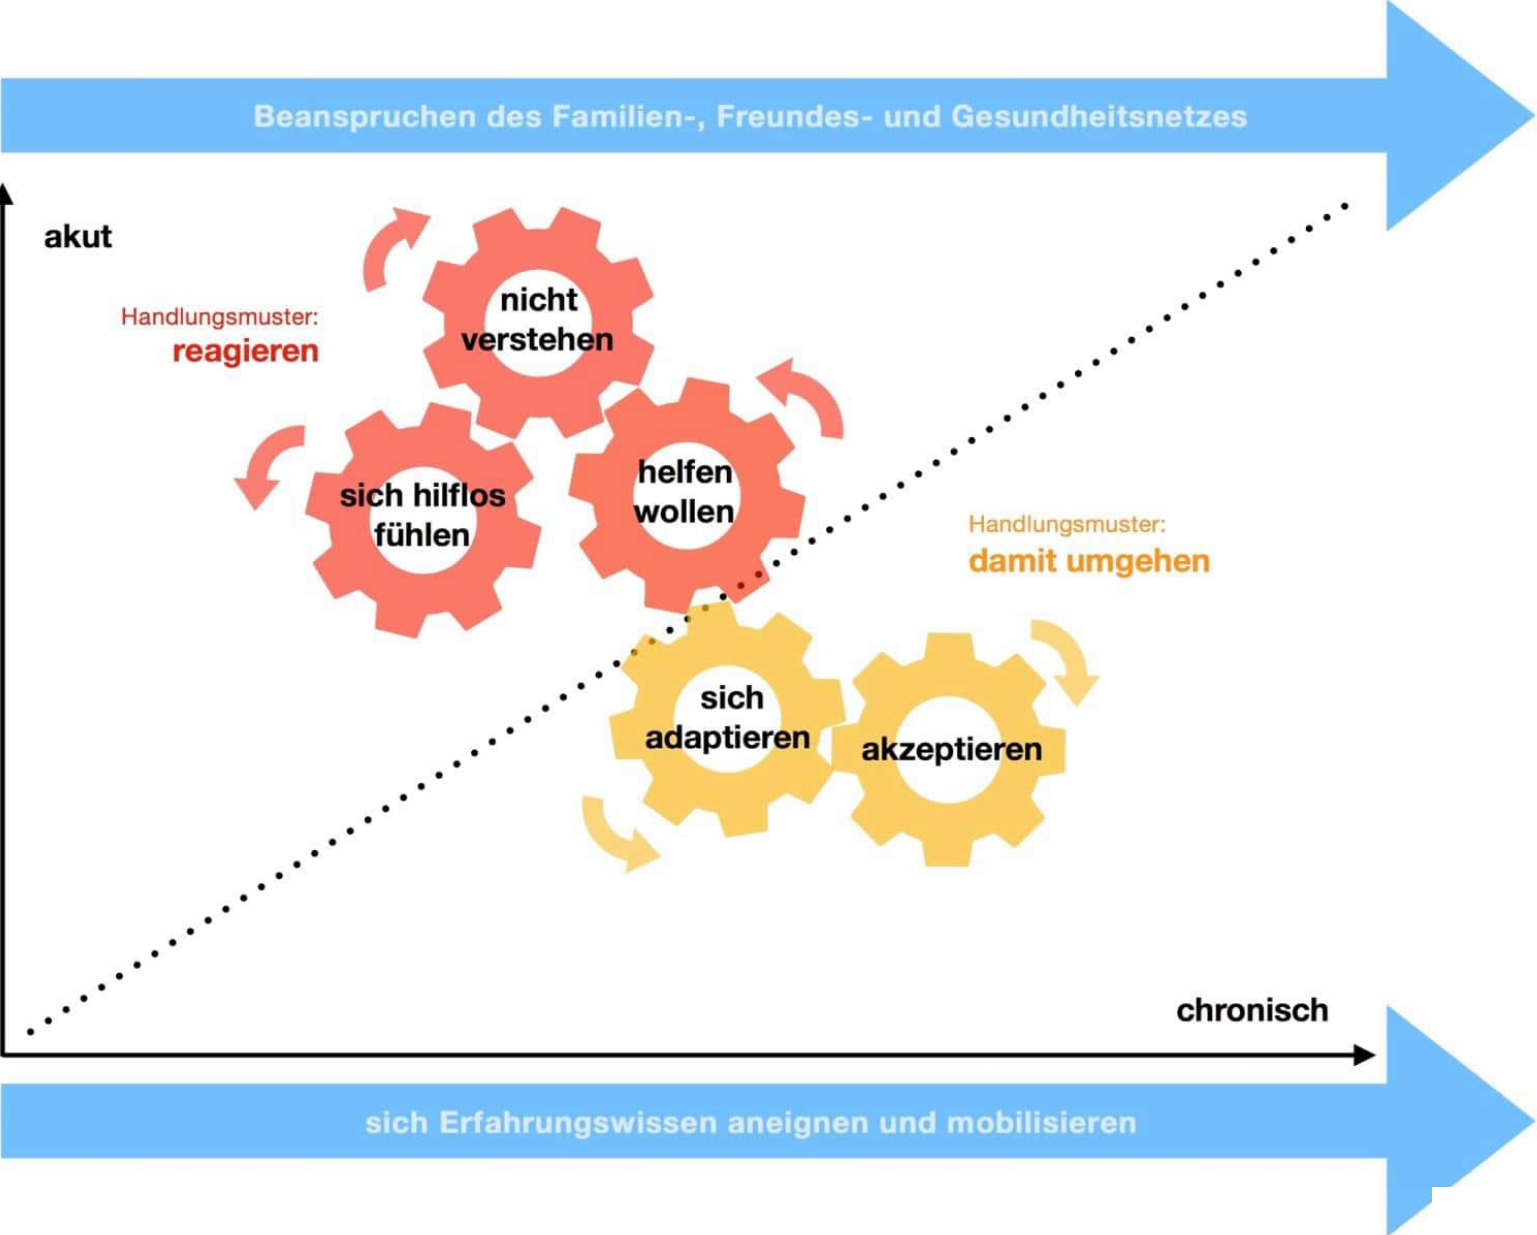 Beanspruchen des Familien-, Freundes- und Gesundheitsnetzes
akut
Handlungsmuster:
reagieren
nicht
verstehen
sich hilflos
fühlen
helfen
wollen
Handlungsmuster:
damit umgehen
sich
adaptieren
akzeptieren
chronisch
sich Erfahrungswissen aneignen und mobilisieren